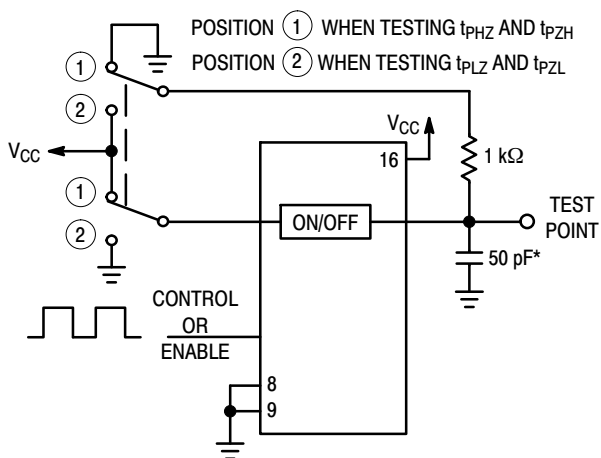 POSITION 1 WHEN TESTING tPHZ AND tPZH
POSITION 2 WHEN TESTING tPLZ AND tPZL
1
2
VCC
1
2
VCC
16
1 kΩ
ON/OFF
TEST
POINT
50 pF*
CONTROL
OR
ENABLE
8
9